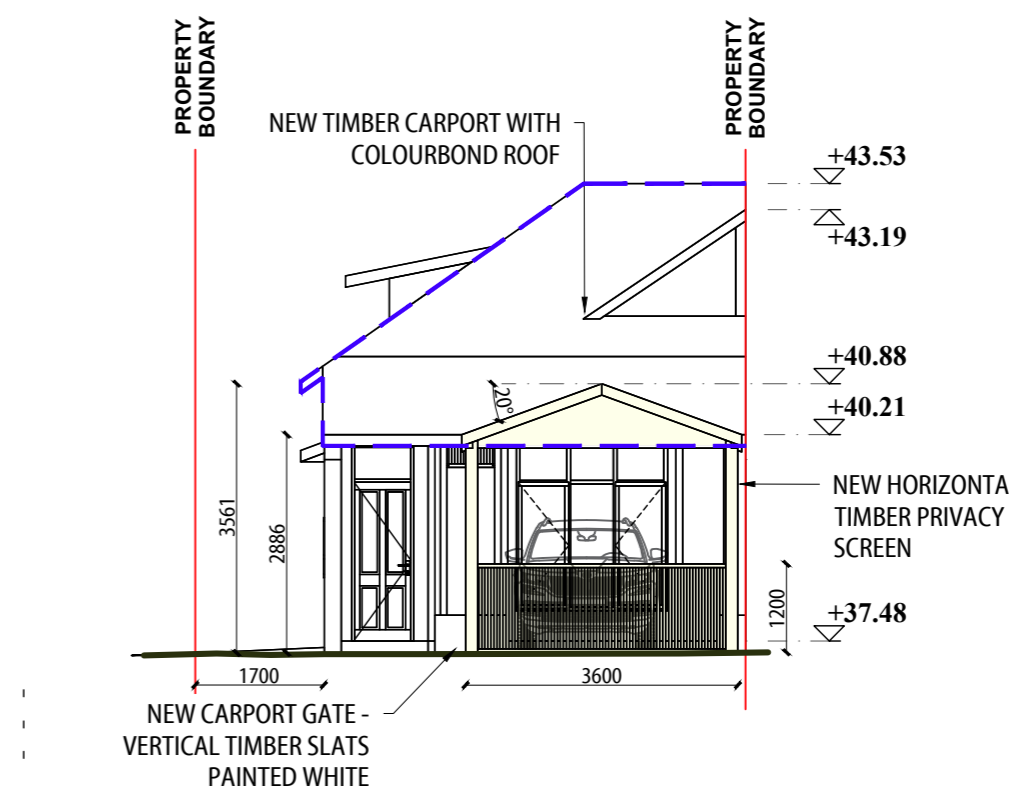 PROPERTY
BOUNDARY
PROPERTY
BOUNDARY
NEW TIMBER CARPORT WITH
COLOURBOND ROOF
+43.53
+43.19
+40.88
20°
+40.21
3561
2886
NEW HORIZONTA
TIMBER PRIVACY
SCREEN
1200
+37.48
1700
3600
NEW CARPORT GATE -
VERTICAL TIMBER SLATS
PAINTED WHITE